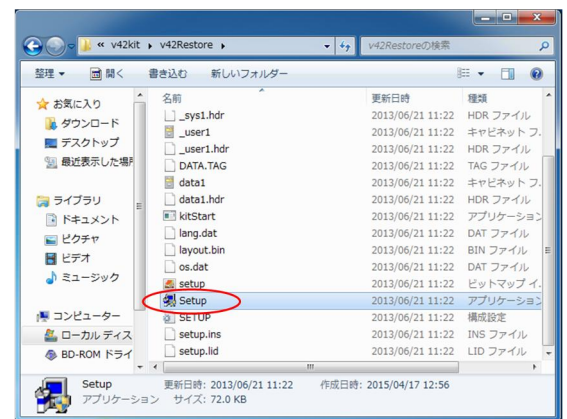 « v42kit ▸ v42Restore ▸
v42Restoreの検索
整理 ▼ 開く 書き込む 新しいフォルダー
お気に入り
ダウンロード
デスクトップ
最近表示した場所
ライブラリ
ドキュメント
ピクチャ
ビデオ
ミュージック
コンピューター
ローカル ディス
BD-ROM ドライ
名前 更新日時 種類
_sys1.hdr 2013/06/21 11:22 HDR ファイル
_user1 2013/06/21 11:22 キャビネット フ
_user1.hdr 2013/06/21 11:22 HDR ファイル
DATA.TAG 2013/06/21 11:22 TAG ファイル
data1 2013/06/21 11:22 キャビネット フ
data1.hdr 2013/06/21 11:22 HDR ファイル
kitStart 2013/06/21 11:22 アプリケーション
lang.dat 2013/06/21 11:22 DAT ファイル
layout.bin 2013/06/21 11:22 BIN ファイル
os.dat 2013/06/21 11:22 DAT ファイル
setup 2013/06/21 11:22 ビットマップ イ
Setup 2013/06/21 11:22 アプリケーション
SETUP 2013/06/21 11:22 構成設定
setup.ins 2013/06/21 11:22 INS ファイル
setup.lid 2013/06/21 11:22 LID ファイル
Setup 更新日時: 2013/06/21 11:22 作成日時: 2015/04/17 12:56
アプリケーション サイズ: 72.0 KB